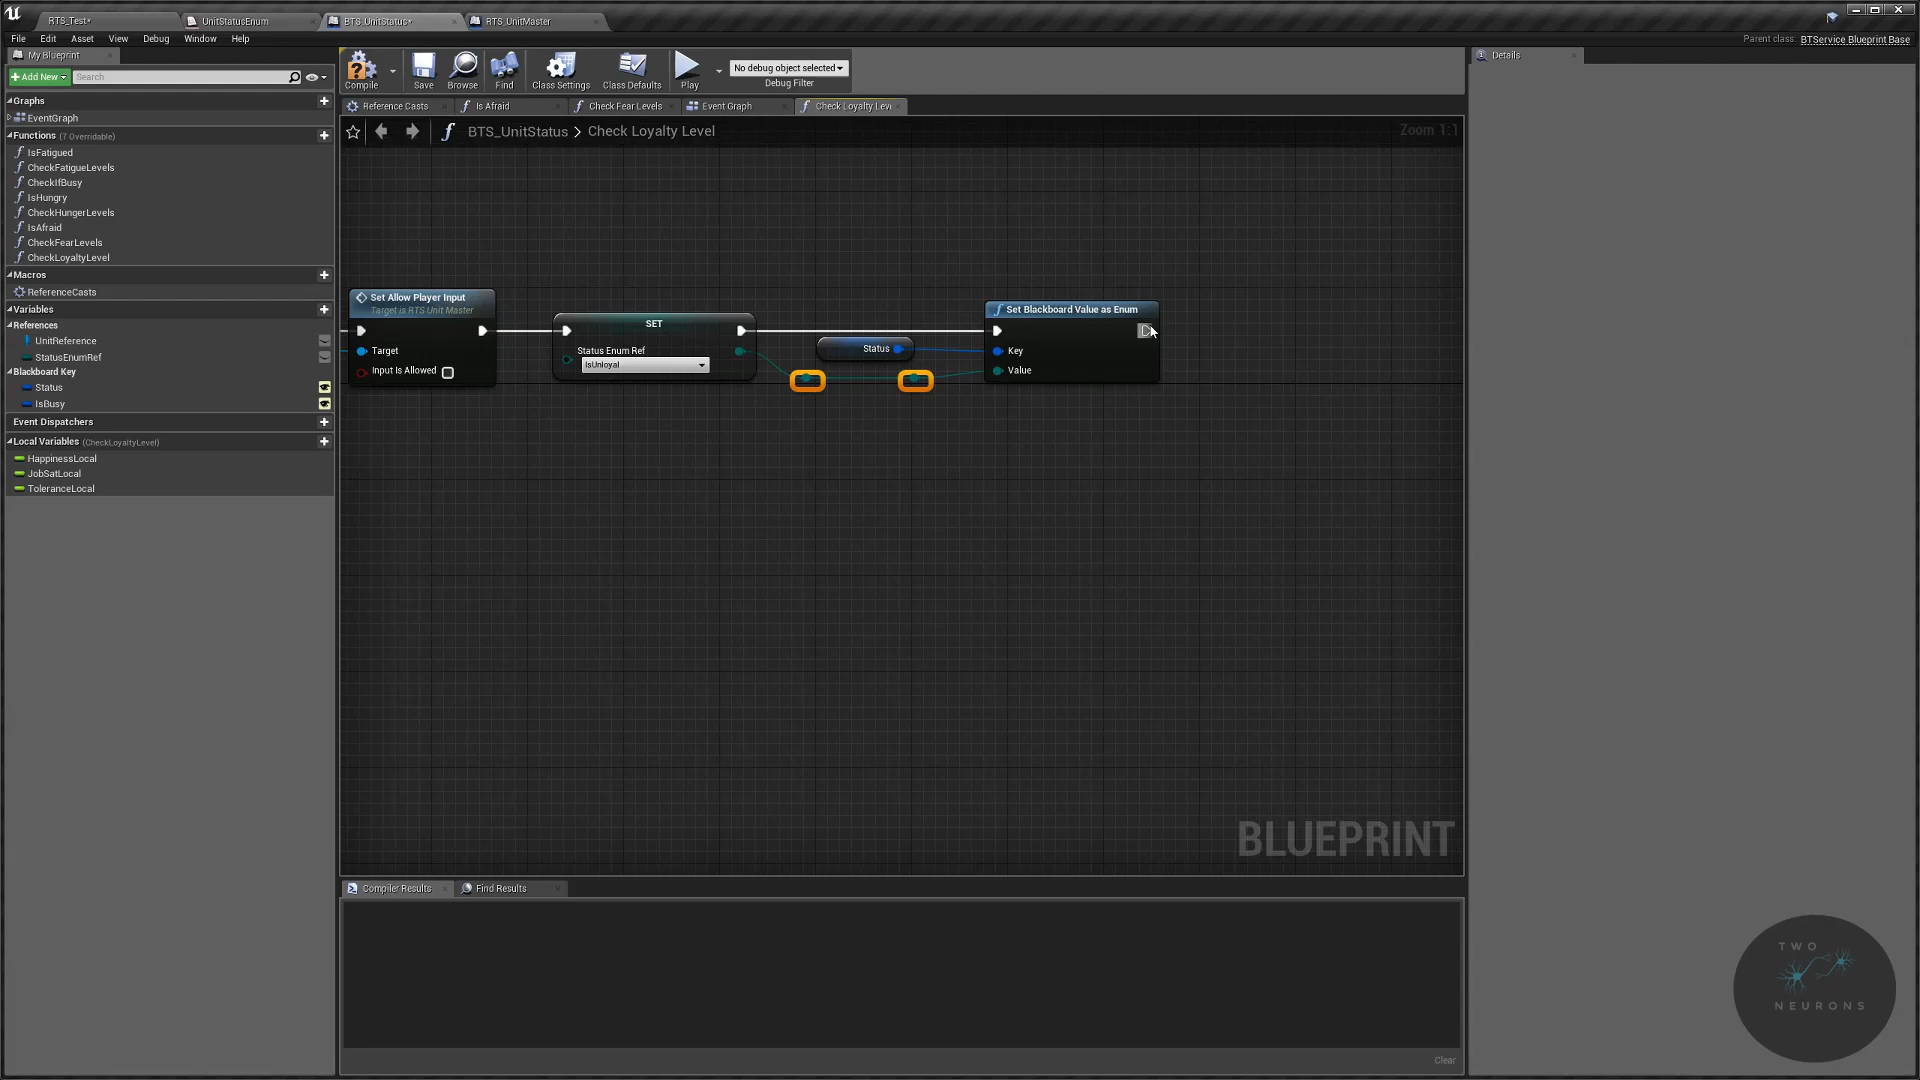 RTS_Test*
UnitStatusEnum
BTS_UnitStatus*
RTS_UnitMaster
File Edit Asset View Debug Window Help
Parent class: BTService Blueprint Base
My Blueprint
Add New
Search
Compile
Save
Browse
Find
Class Settings
Class Defaults
Play
No debug object selected
Debug Filter
Details
Graphs
EventGraph
Functions (7 Overridable)
IsFatigued
CheckFatigueLevels
CheckIfBusy
IsHungry
CheckHungerLevels
IsAfraid
CheckFearLevels
CheckLoyaltyLevel
Macros
ReferenceCasts
Variables
References
UnitReference
StatusEnumRef
Blackboard Key
Status
IsBusy
Event Dispatchers
Local Variables (CheckLoyaltyLevel)
HappinessLocal
JobSatLocal
ToleranceLocal
Reference Casts
Is Afraid
Check Fear Levels
Event Graph
Check Loyalty Leve
BTS_UnitStatus > Check Loyalty Level
Zoom 1:1
Set Allow Player Input
Target is RTS Unit Master
Target
Input Is Allowed
SET
Status Enum Ref
IsUnloyal
Status
Set Blackboard Value as Enum
Key
Value
BLUEPRINT
Compiler Results
Find Results
Clear
TWO
NEURONS